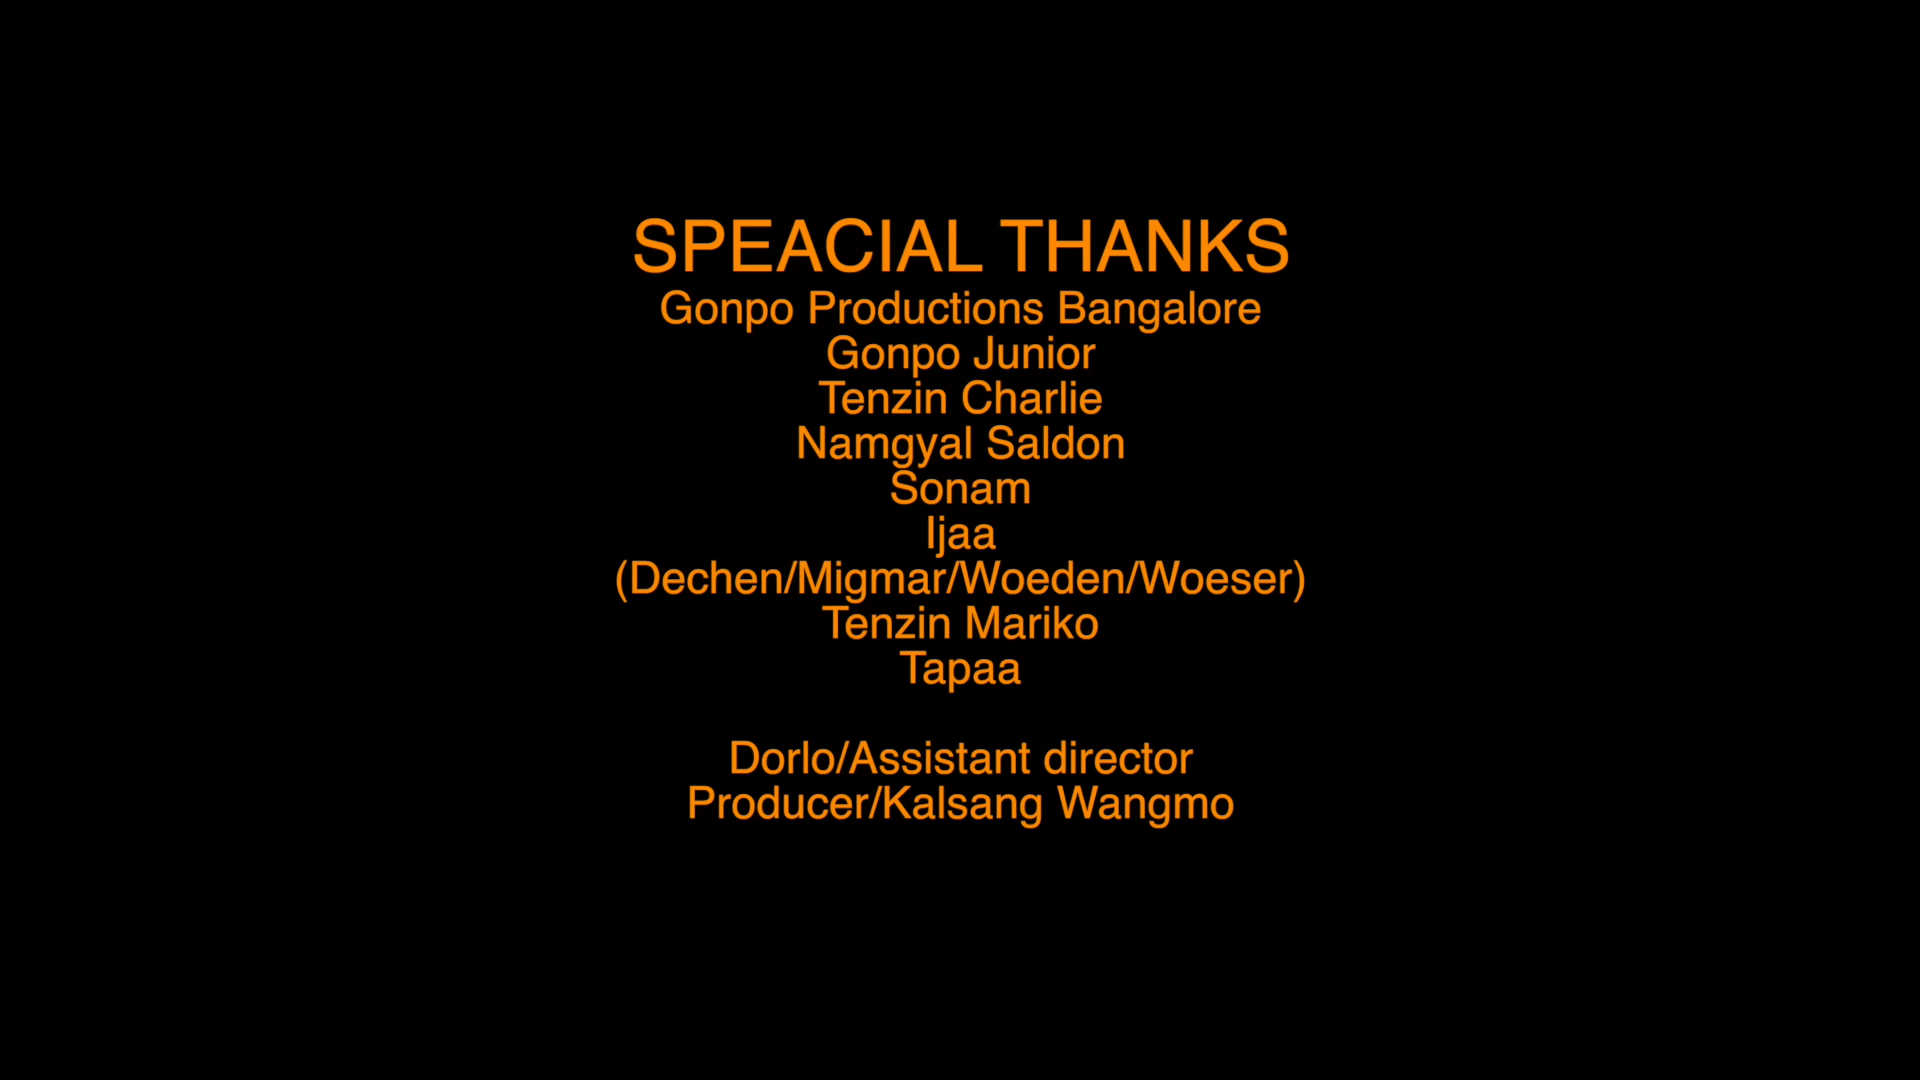 SPEACIAL THANKS
Gonpo Productions Bangalore
Gonpo Junior
Tenzin Charlie
Namgyal Saldon
Sonam
Ijaa
(Dechen/Migmar/Woeden/Woeser)
Tenzin Mariko
Tapaa
Dorlo/Assistant director
Producer/Kalsang Wangmo